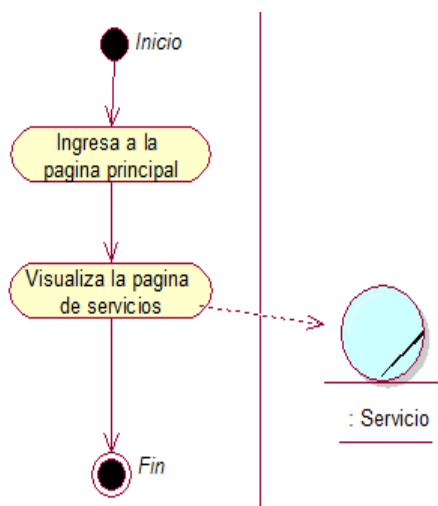 Inicio
Ingresa a la
pagina principal
Visualiza la pagina
de servicios
: Servicio
Fin